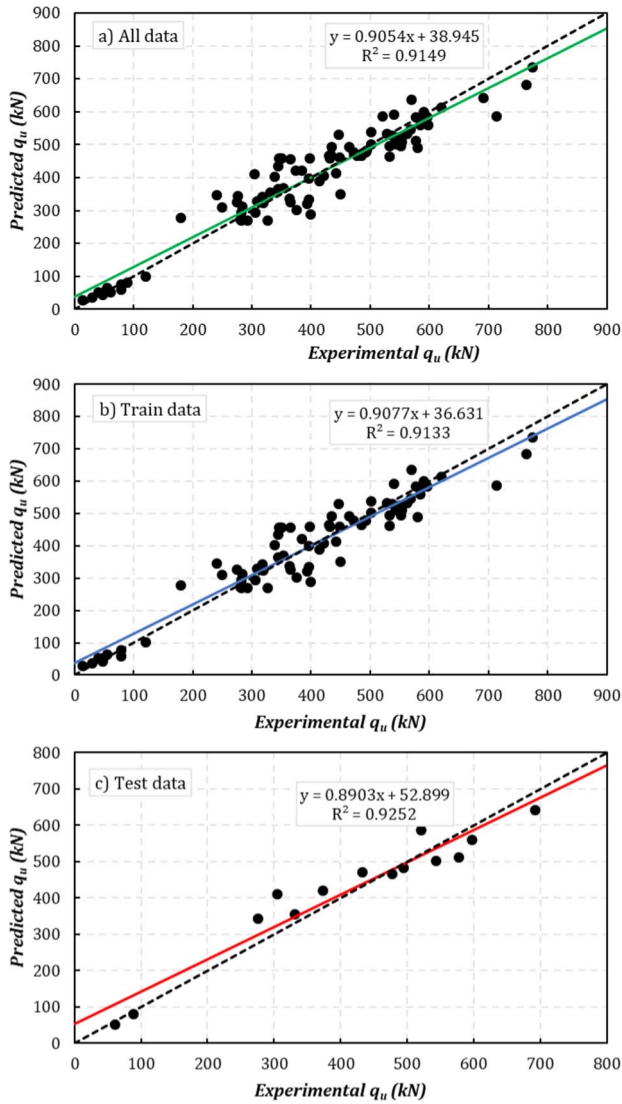 a) All data
y = 0.9054x + 38.945
R² = 0.9149
900
800
700
600
500
400
300
200
100
0
Predicted qᵤ (kN)
0 100 200 300 400 500 600 700 800 900
Experimental qᵤ (kN)
b) Train data
y = 0.9077x + 36.631
R² = 0.9133
900
800
700
600
500
400
300
200
100
0
Predicted qᵤ (kN)
0 100 200 300 400 500 600 700 800 900
Experimental qᵤ (kN)
c) Test data
y = 0.8903x + 52.899
R² = 0.9252
800
700
600
500
400
300
200
100
0
Predicted qᵤ (kN)
0 100 200 300 400 500 600 700 800
Experimental qᵤ (kN)